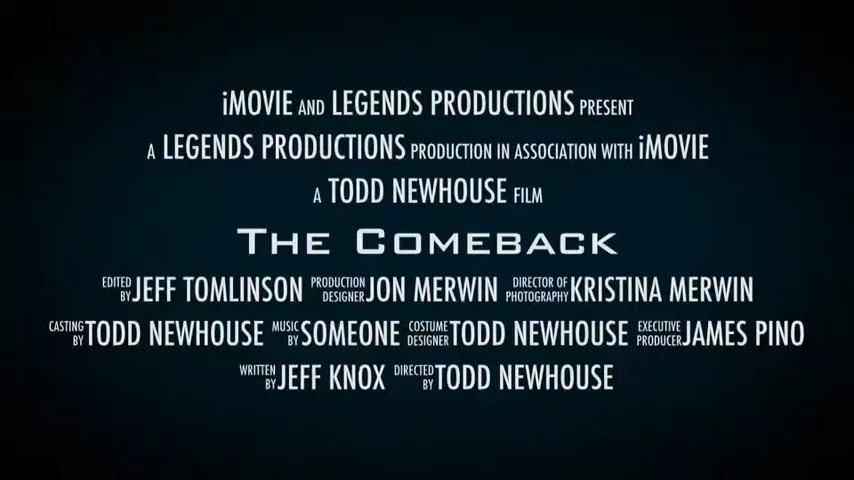 iMOVIE AND LEGENDS PRODUCTIONS PRESENT
A LEGENDS PRODUCTIONS PRODUCTION IN ASSOCIATION WITH iMOVIE
A TODD NEWHOUSE FILM
THE COMEBACK
EDITED BY JEFF TOMLINSON PRODUCTION DESIGNER JON MERWIN DIRECTOR OF PHOTOGRAPHY KRISTINA MERWIN
CASTING BY TODD NEWHOUSE MUSIC BY SOMEONE COSTUME DESIGNER TODD NEWHOUSE EXECUTIVE PRODUCER JAMES PINO
WRITTEN BY JEFF KNOX DIRECTED BY TODD NEWHOUSE